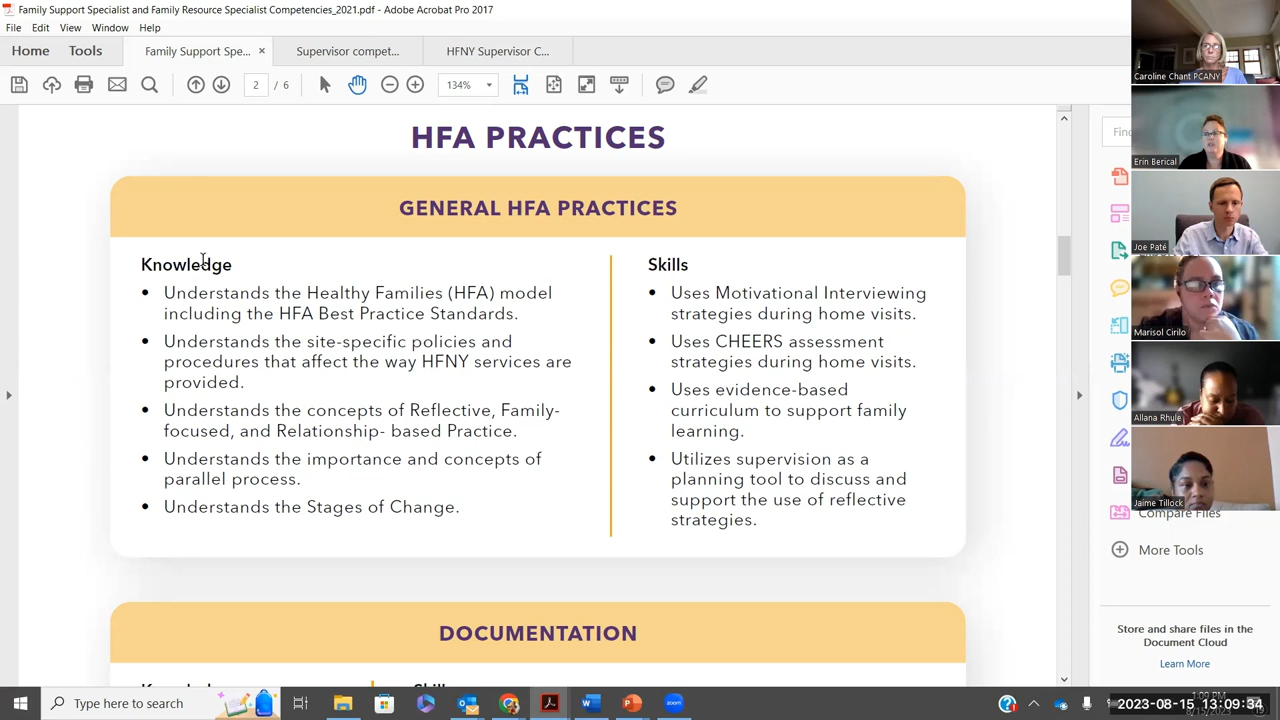 Family Support Specialist and Family Resource Specialist Competencies_2021.pdf - Adobe Acrobat Pro 2017
File Edit View Window Help
Home Tools Family Support Spe... × Supervisor compet... HFNY Supervisor C...
2 / 6 134%
HFA PRACTICES
GENERAL HFA PRACTICES
Knowledge
• Understands the Healthy Families (HFA) model
including the HFA Best Practice Standards.
• Understands the site-specific policies and
procedures that affect the way HFNY services are
provided.
• Understands the concepts of Reflective, Family-
focused, and Relationship- based Practice.
• Understands the importance and concepts of
parallel process.
• Understands the Stages of Change.
Skills
• Uses Motivational Interviewing
strategies during home visits.
• Uses CHEERS assessment
strategies during home visits.
• Uses evidence-based
curriculum to support family
learning.
• Utilizes supervision as a
planning tool to discuss and
support the use of reflective
strategies.
DOCUMENTATION
Caroline Chant PCANY
Erin Berical
Joe Paté
Marisol Cirilo
Allana Rhule
Jaime Tillock
Compare Files
More Tools
Store and share files in the
Document Cloud
Learn More
Type here to search
2023-08-15 13:09:34